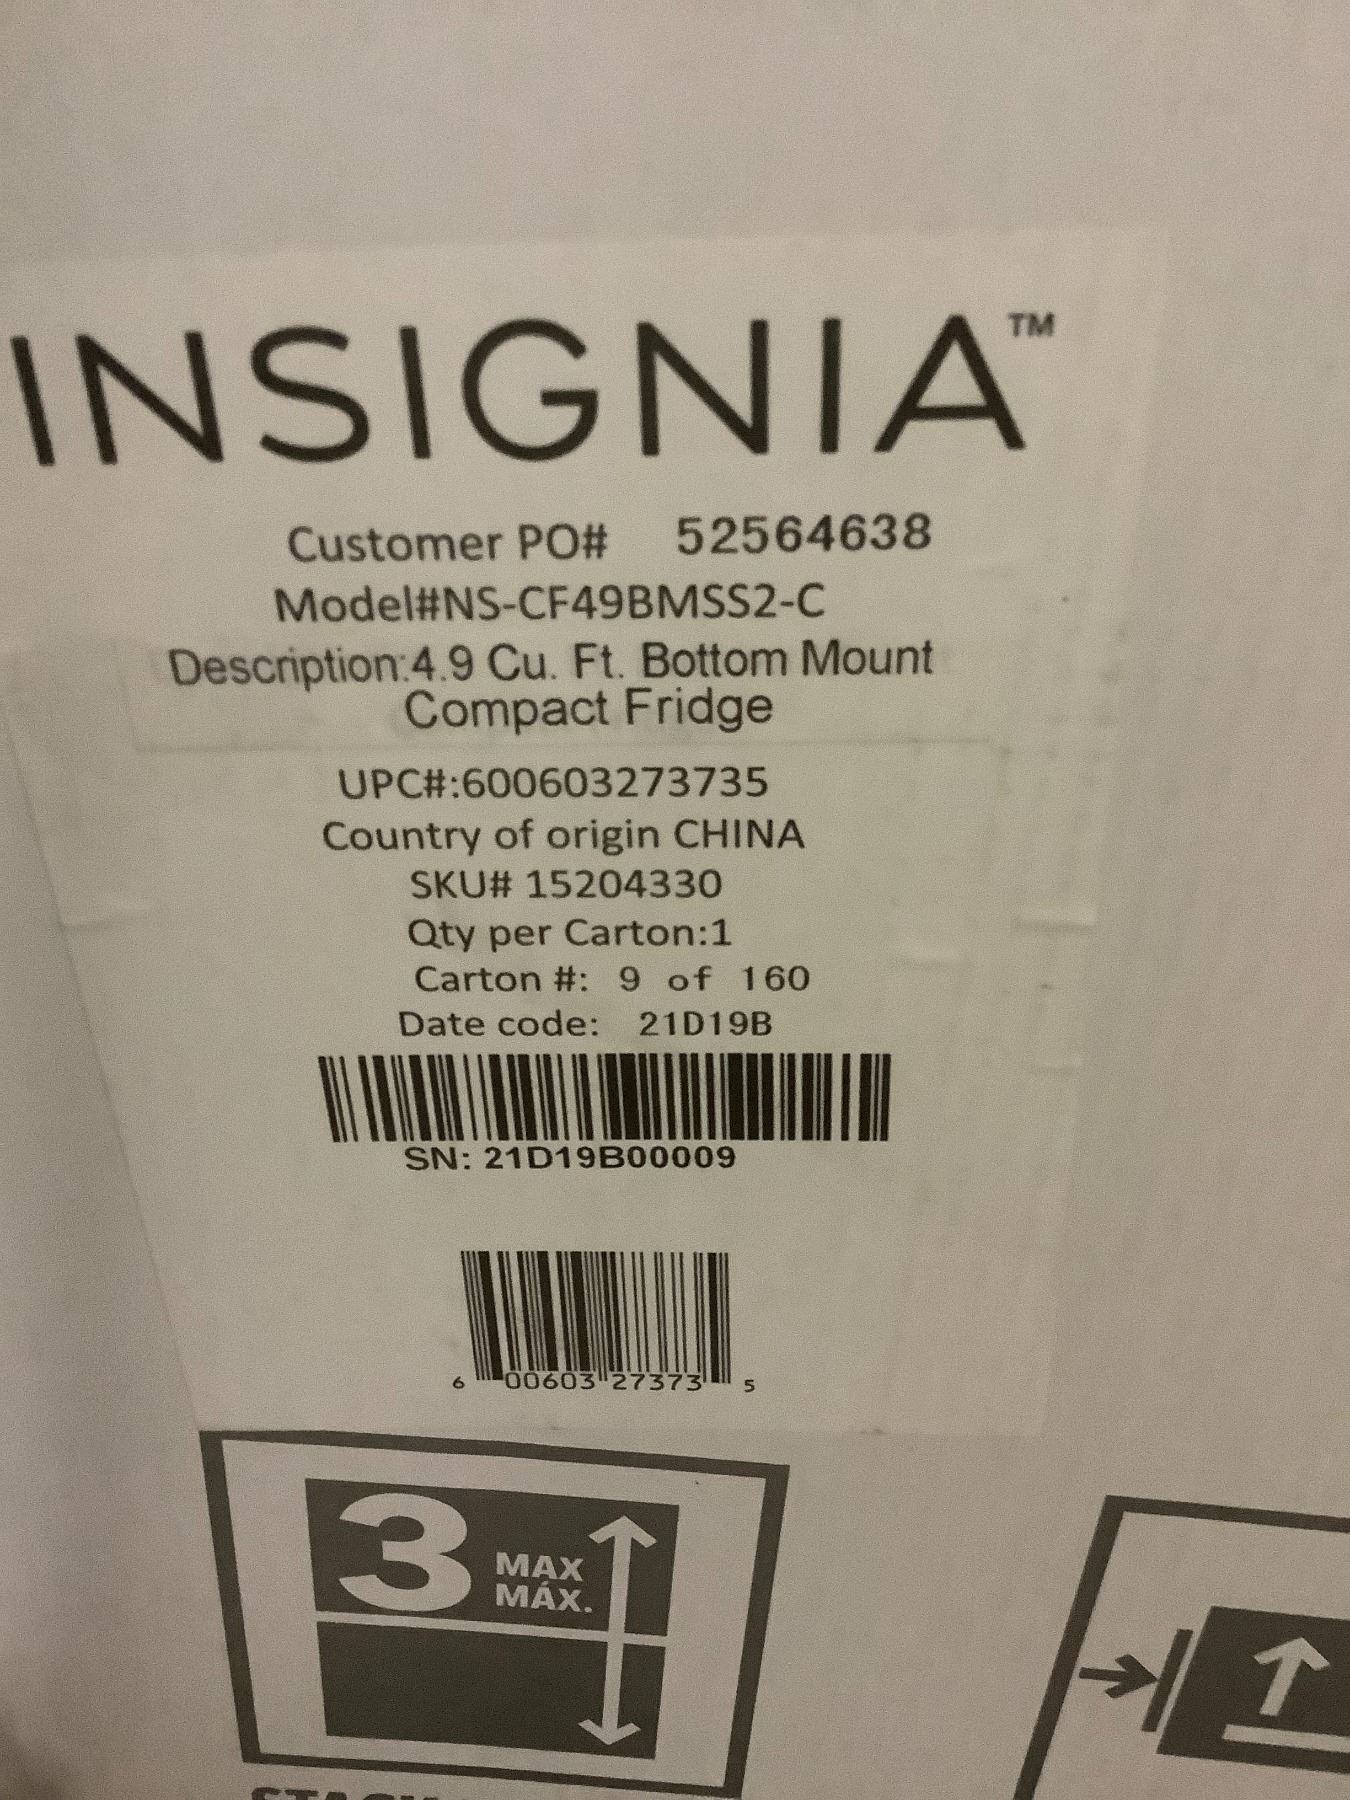 INSIGNIA™
Customer PO# 52564638
Model#NS-CF49BMSS2-C
Description:4.9 Cu. Ft. Bottom Mount
Compact Fridge
UPC#:600603273735
Country of origin CHINA
SKU# 15204330
Qty per Carton:1
Carton #: 9 of 160
Date code: 21D19B
SN: 21D19B00009
6 00603 27373 5
3 MAX
MÁX.